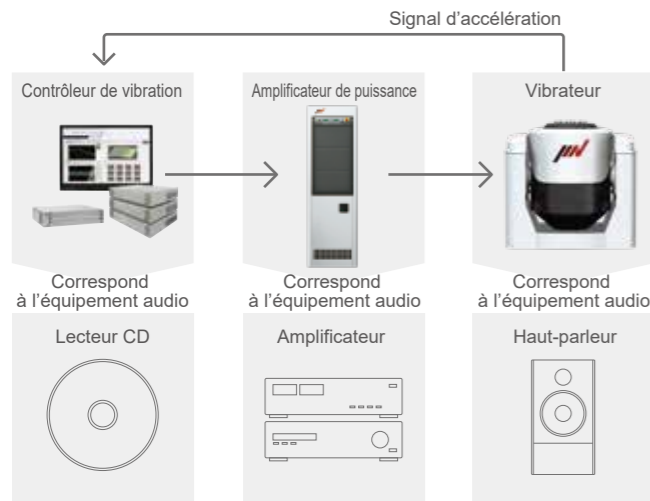 Signal d’accélération
Contrôleur de vibration
Amplificateur de puissance
Vibrateur
Correspond
à l’équipement audio
Correspond
à l’équipement audio
Correspond
à l’équipement audio
Lecteur CD
Amplificateur
Haut-parleur